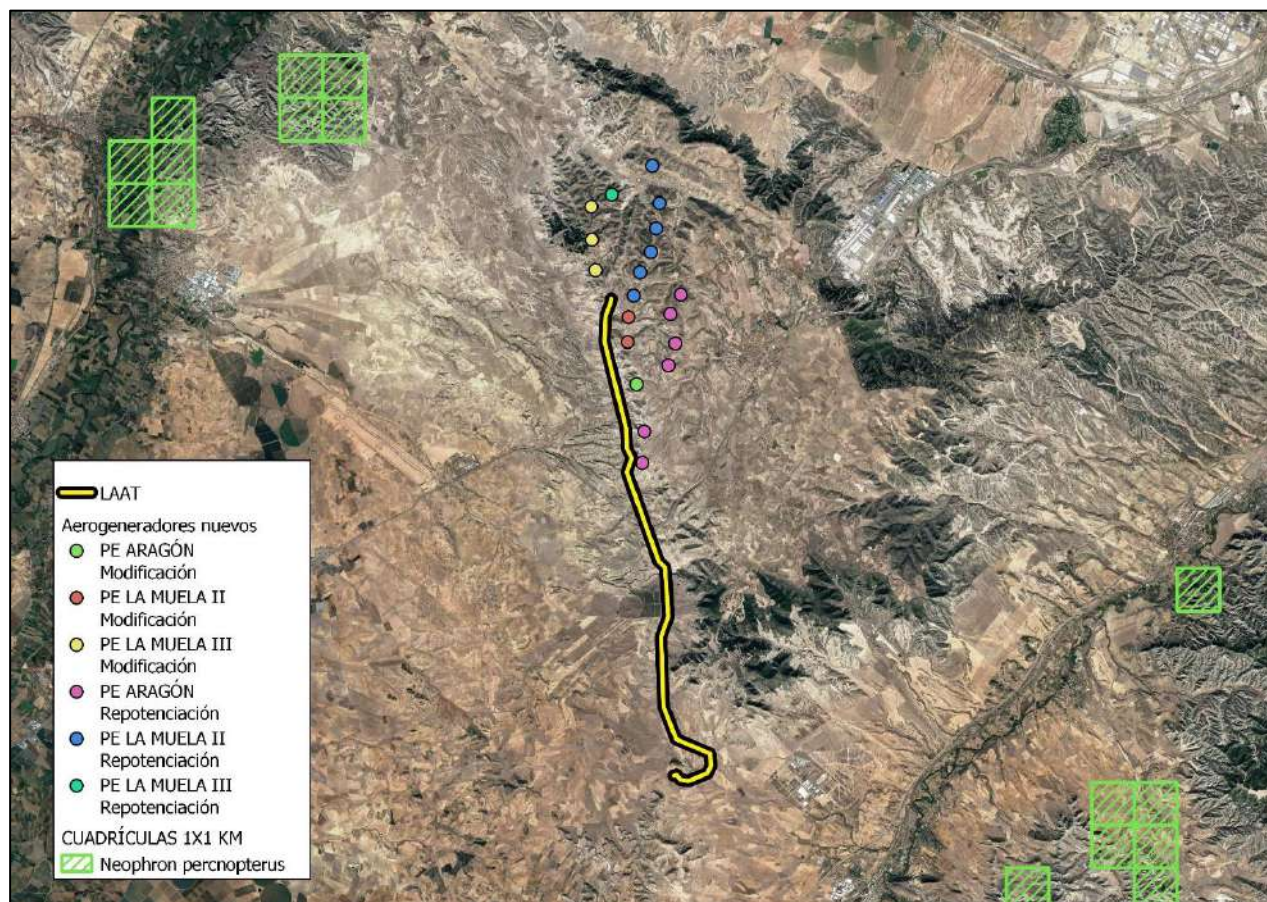 LAAT
Aerogeneradores nuevos
PE ARAGÓN
Modificación
PE LA MUELA II
Modificación
PE LA MUELA III
Modificación
PE ARAGÓN
Repotenciación
PE LA MUELA II
Repotenciación
PE LA MUELA III
Repotenciación
CUADRÍCULAS 1X1 KM
Neophron percnopterus